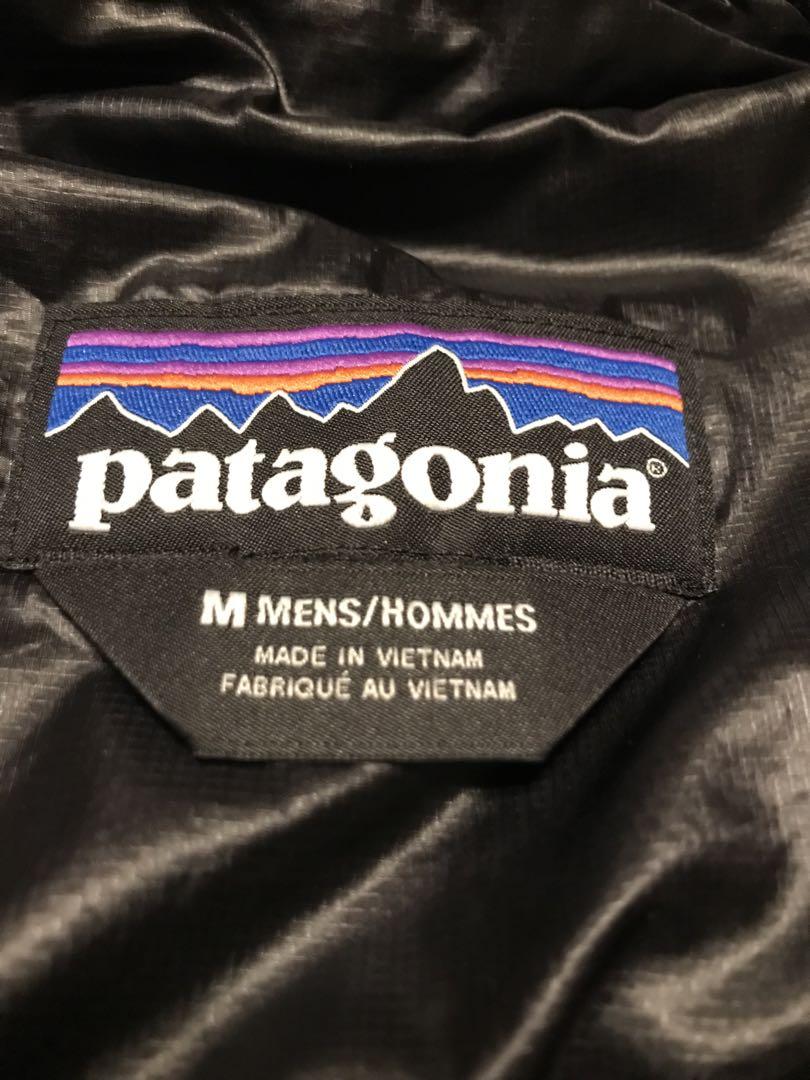 patagonia®
M MENS/HOMMES
MADE IN VIETNAM
FABRIQUÉ AU VIETNAM